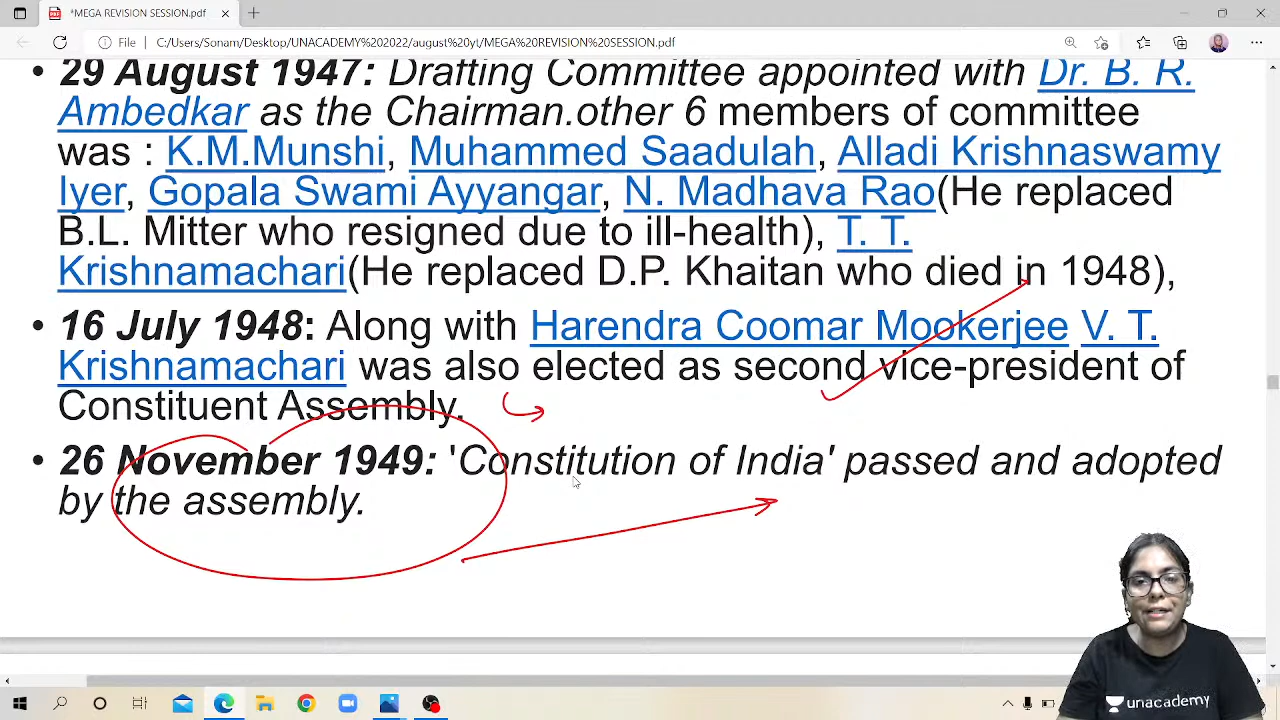 *MEGA REVISION SESSION.pdf
File C:/Users/Sonam/Desktop/UNACADEMY%202022/august%20yt/MEGA%20REVISION%20SESSION.pdf
• 29 August 1947: Drafting Committee appointed with Dr. B. R.
Ambedkar as the Chairman.other 6 members of committee
was : K.M.Munshi, Muhammed Saadulah, Alladi Krishnaswamy
Iyer, Gopala Swami Ayyangar, N. Madhava Rao(He replaced
B.L. Mitter who resigned due to ill-health), T. T.
Krishnamachari(He replaced D.P. Khaitan who died in 1948),
• 16 July 1948: Along with Harendra Coomar Mookerjee V. T.
Krishnamachari was also elected as second vice-president of
Constituent Assembly.
• 26 November 1949: 'Constitution of India' passed and adopted
by the assembly.
unacademy